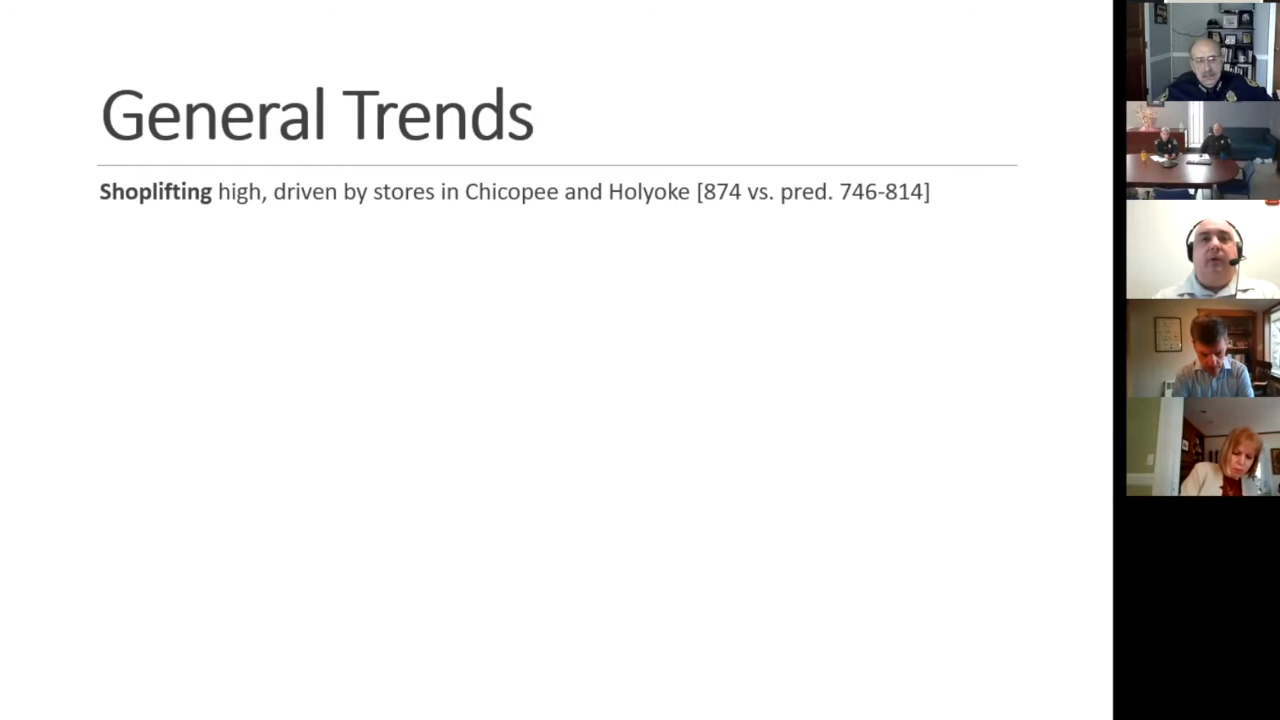 General Trends
Shoplifting high, driven by stores in Chicopee and Holyoke [874 vs. pred. 746-814]